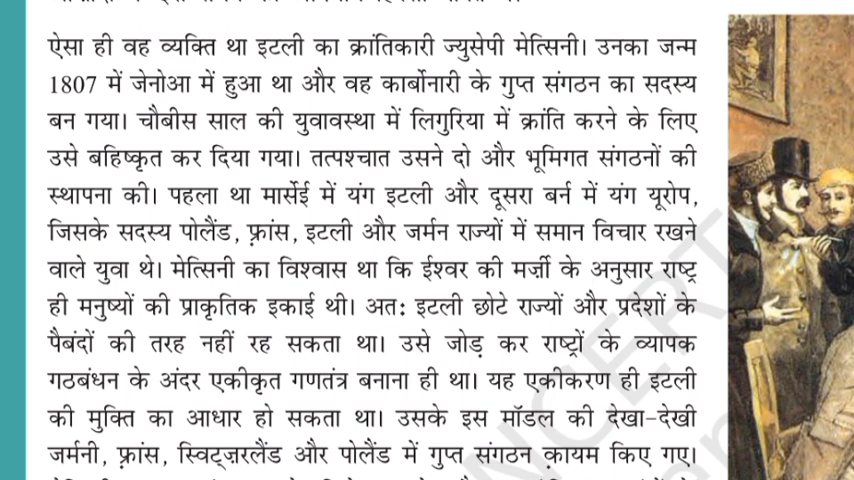 ऐसा ही वह व्यक्ति था इटली का क्रांतिकारी ज्युसेपी मेत्सिनी। उनका जन्म
1807 में जेनोआ में हुआ था और वह कार्बोनारी के गुप्त संगठन का सदस्य
बन गया। चौबीस साल की युवावस्था में लिगुरिया में क्रांति करने के लिए
उसे बहिष्कृत कर दिया गया। तत्पश्चात उसने दो और भूमिगत संगठनों की
स्थापना की। पहला था मार्सेई में यंग इटली और दूसरा बर्न में यंग यूरोप,
जिसके सदस्य पोलैंड, फ़्रांस, इटली और जर्मन राज्यों में समान विचार रखने
वाले युवा थे। मेत्सिनी का विश्वास था कि ईश्वर की मर्ज़ी के अनुसार राष्ट्र
ही मनुष्यों की प्राकृतिक इकाई थी। अत: इटली छोटे राज्यों और प्रदेशों के
पैबंदों की तरह नहीं रह सकता था। उसे जोड़ कर राष्ट्रों के व्यापक
गठबंधन के अंदर एकीकृत गणतंत्र बनाना ही था। यह एकीकरण ही इटली
की मुक्ति का आधार हो सकता था। उसके इस मॉडल की देखा-देखी
जर्मनी, फ़्रांस, स्विट्ज़रलैंड और पोलैंड में गुप्त संगठन क़ायम किए गए।
NCERT